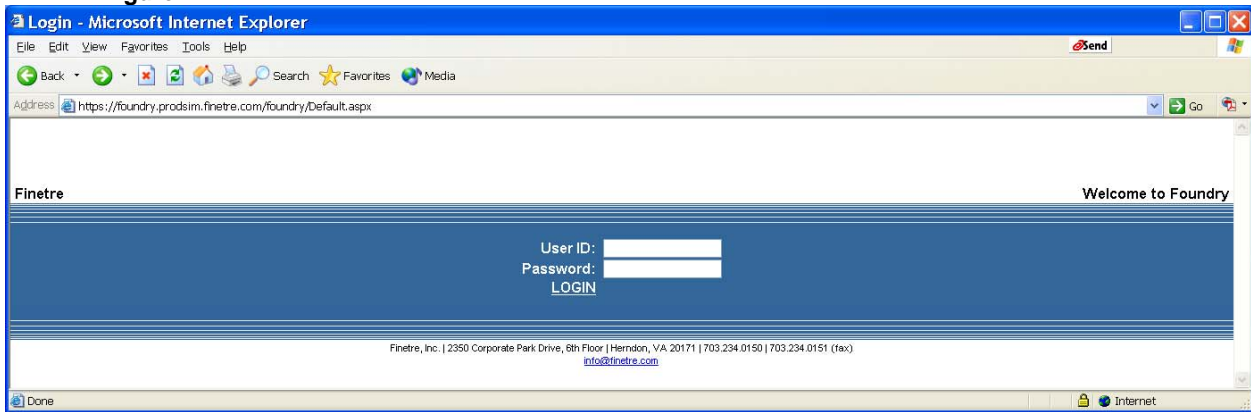 Login - Microsoft Internet Explorer
File Edit View Favorites Tools Help
Send
Back Search Favorites Media
Address https://foundry.prodsim.finetre.com/foundry/Default.aspx Go
Finetre
Welcome to Foundry
User ID:
Password:
LOGIN
Finetre, Inc. | 2350 Corporate Park Drive, 6th Floor | Herndon, VA 20171 | 703.234.0150 | 703.234.0151 (fax)
info@finetre.com
Done
Internet